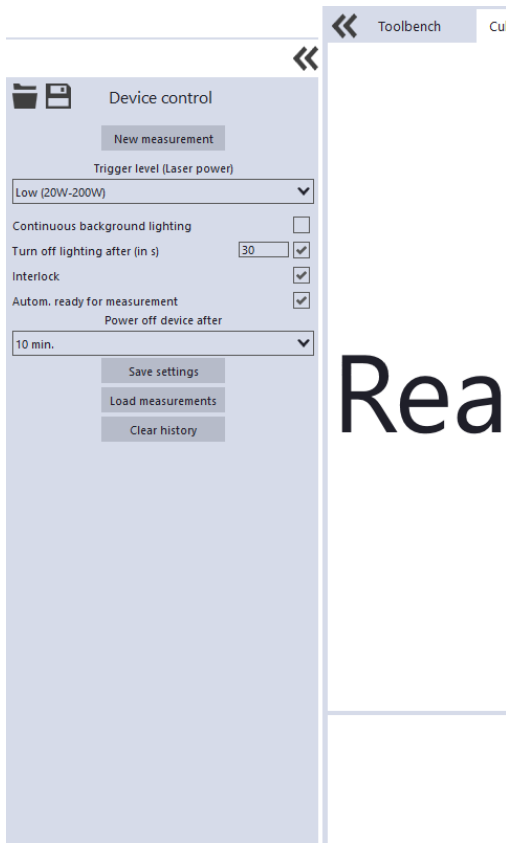 Toolbench
Device control
New measurement
Trigger level (Laser power)
Low (20W-200W)
Continuous background lighting
Turn off lighting after (in s) 30
Interlock
Autom. ready for measurement
Power off device after
10 min.
Save settings
Load measurements
Clear history
Rea